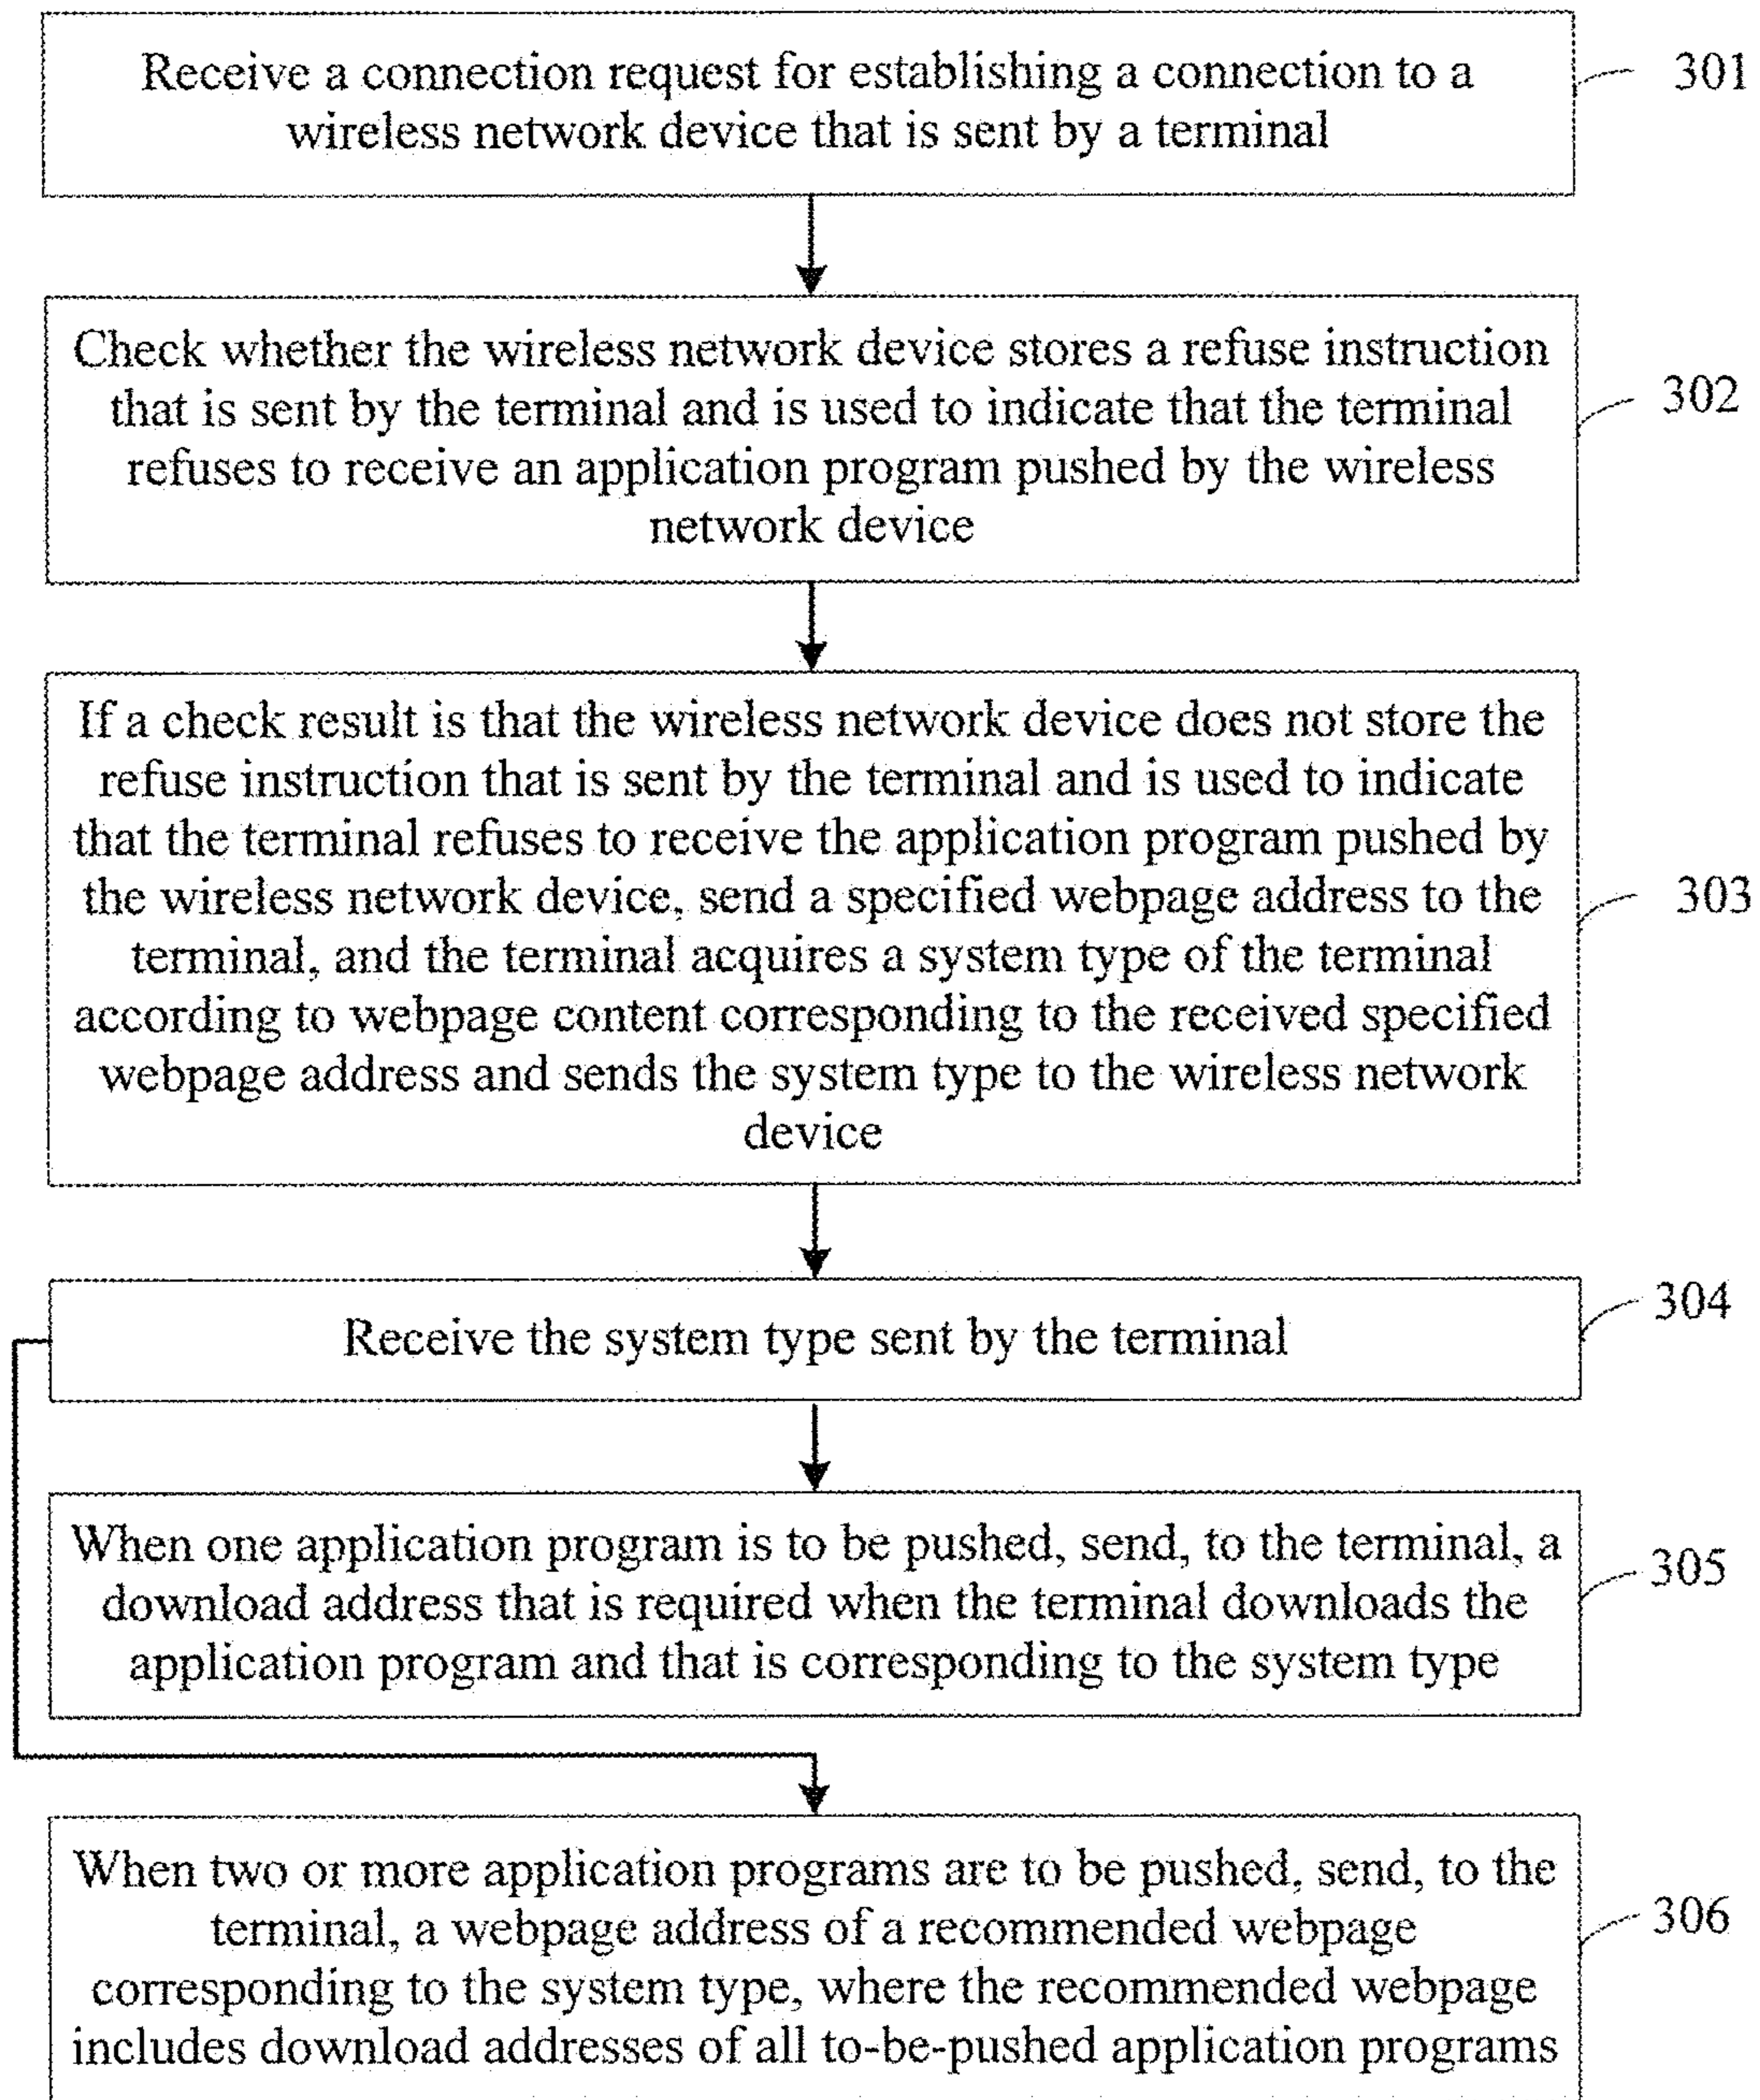 Receive a connection request for establishing a connection to a
wireless network device that is sent by a terminal
301
Check whether the wireless network device stores a refuse instruction
that is sent by the terminal and is used to indicate that the terminal
refuses to receive an application program pushed by the wireless
network device
302
If a check result is that the wireless network device does not store the
refuse instruction that is sent by the terminal and is used to indicate
that the terminal refuses to receive the application program pushed by
the wireless network device, send a specified webpage address to the
terminal, and the terminal acquires a system type of the terminal
according to webpage content corresponding to the received specified
webpage address and sends the system type to the wireless network
device
303
Receive the system type sent by the terminal
304
When one application program is to be pushed, send, to the terminal, a
download address that is required when the terminal downloads the
application program and that is corresponding to the system type
305
When two or more application programs are to be pushed, send, to the
terminal, a webpage address of a recommended webpage
corresponding to the system type, where the recommended webpage
includes download addresses of all to-be-pushed application programs
306